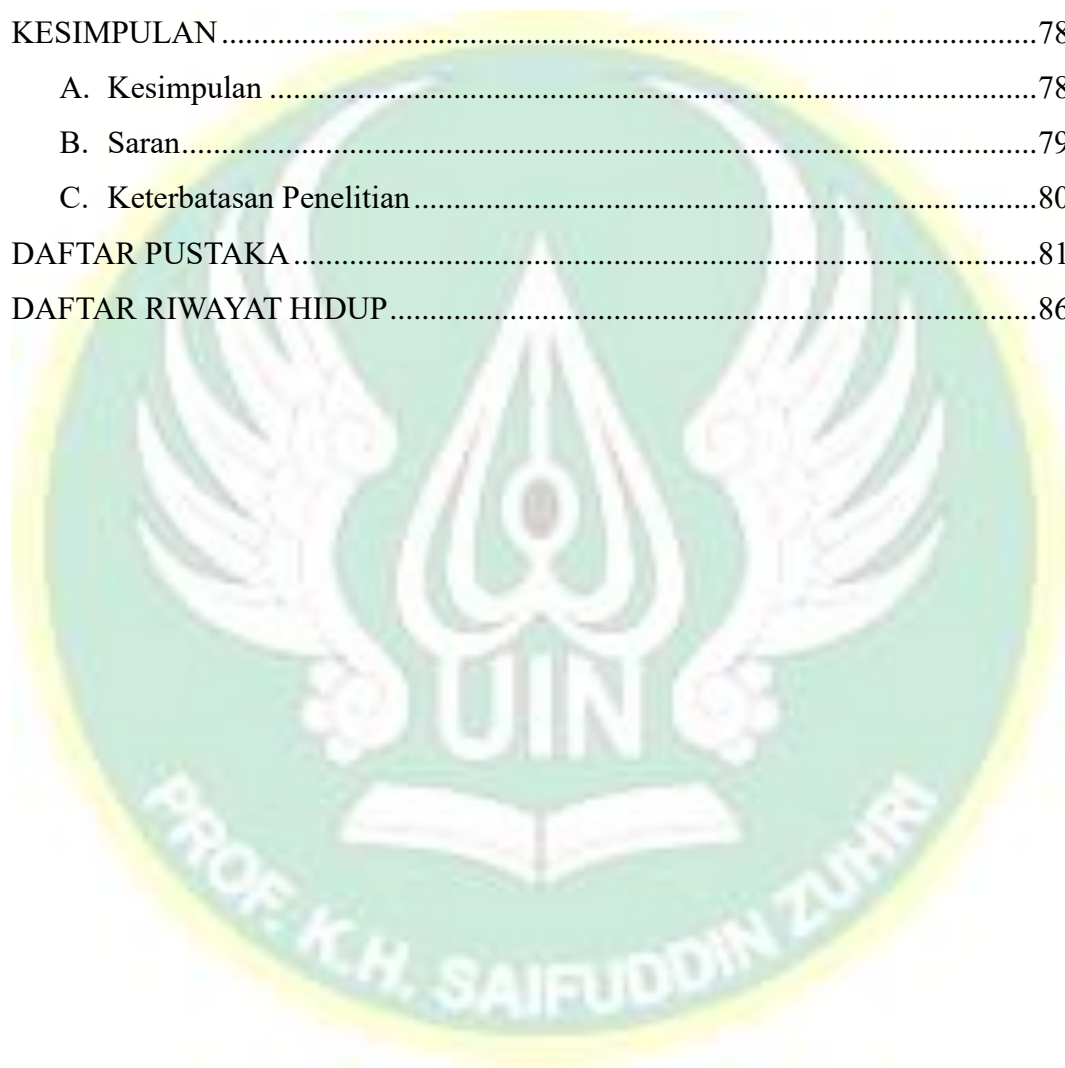 KESIMPULAN........................................................................................................78
A. Kesimpulan ..................................................................................................78
B. Saran.............................................................................................................79
C. Keterbatasan Penelitian................................................................................80
DAFTAR PUSTAKA...............................................................................................81
DAFTAR RIWAYAT HIDUP...................................................................................86
UIN
PROF. K.H. SAIFUDDIN ZUHRI